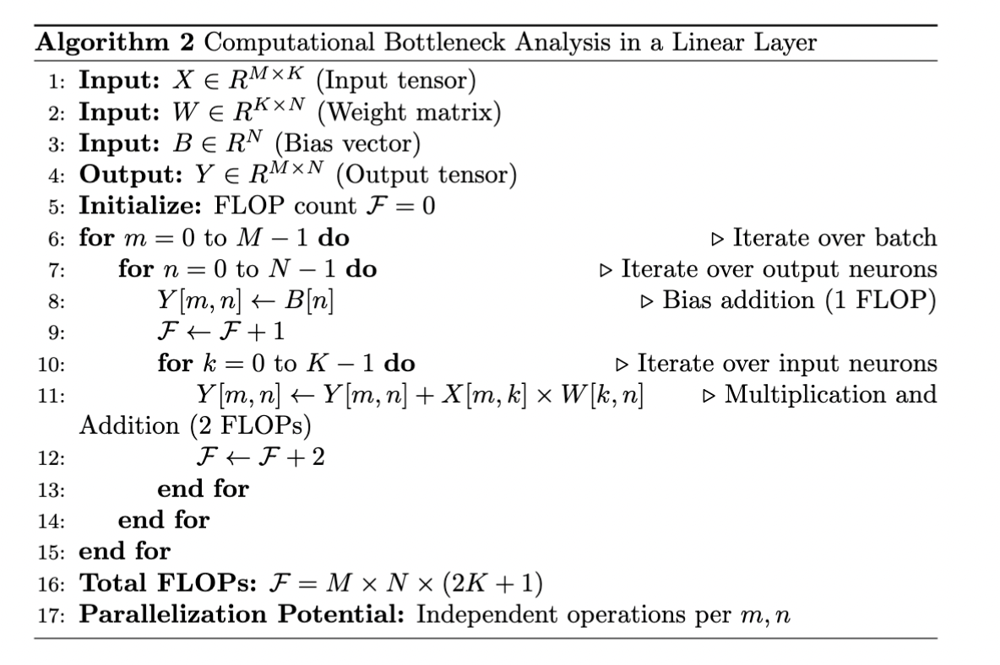 Algorithm 2 Computational Bottleneck Analysis in a Linear Layer
1: Input: X ∈ R^{M×K} (Input tensor)
2: Input: W ∈ R^{K×N} (Weight matrix)
3: Input: B ∈ R^N (Bias vector)
4: Output: Y ∈ R^{M×N} (Output tensor)
5: Initialize: FLOP count ℱ = 0
6: for m = 0 to M − 1 do ▷ Iterate over batch
7: for n = 0 to N − 1 do ▷ Iterate over output neurons
8: Y[m, n] ← B[n] ▷ Bias addition (1 FLOP)
9: ℱ ← ℱ + 1
10: for k = 0 to K − 1 do ▷ Iterate over input neurons
11: Y[m, n] ← Y[m, n] + X[m, k] × W[k, n] ▷ Multiplication and
Addition (2 FLOPs)
12: ℱ ← ℱ + 2
13: end for
14: end for
15: end for
16: Total FLOPs: ℱ = M × N × (2K + 1)
17: Parallelization Potential: Independent operations per m, n